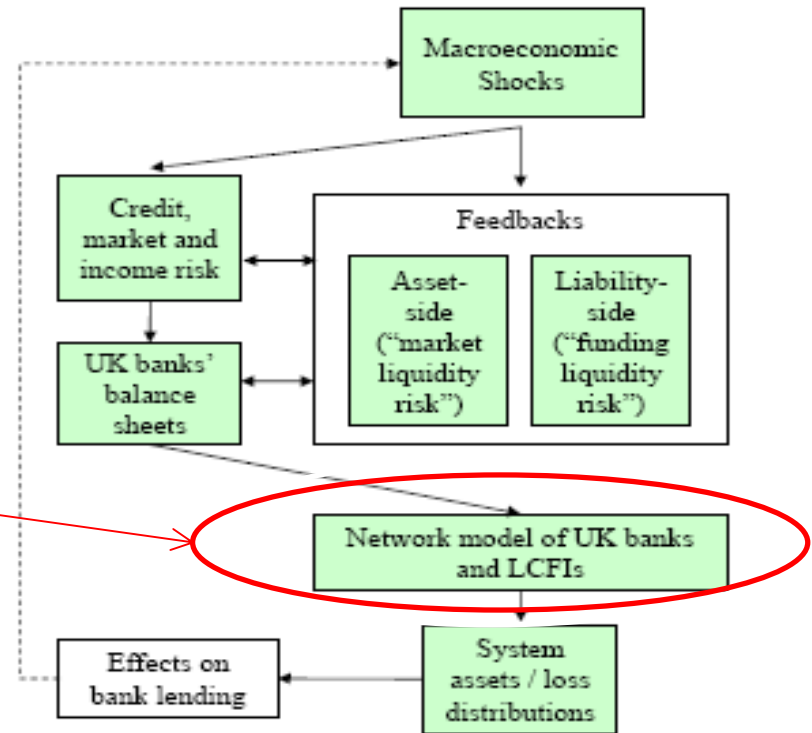 Macroeconomic
Shocks
Credit,
market and
income risk
Feedbacks
Asset-
side
(“market
liquidity
risk”)
Liability-
side
(“funding
liquidity
risk”)
UK banks’
balance
sheets
Network model of UK banks
and LCFIs
Effects on
bank lending
System
assets / loss
distributions